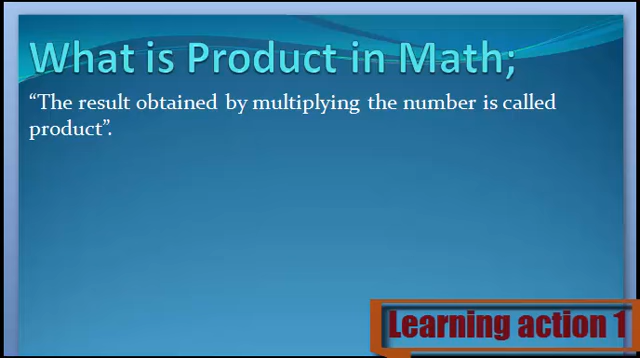 What is Product in Math;
“The result obtained by multiplying the number is called
product”.
Learning action 1